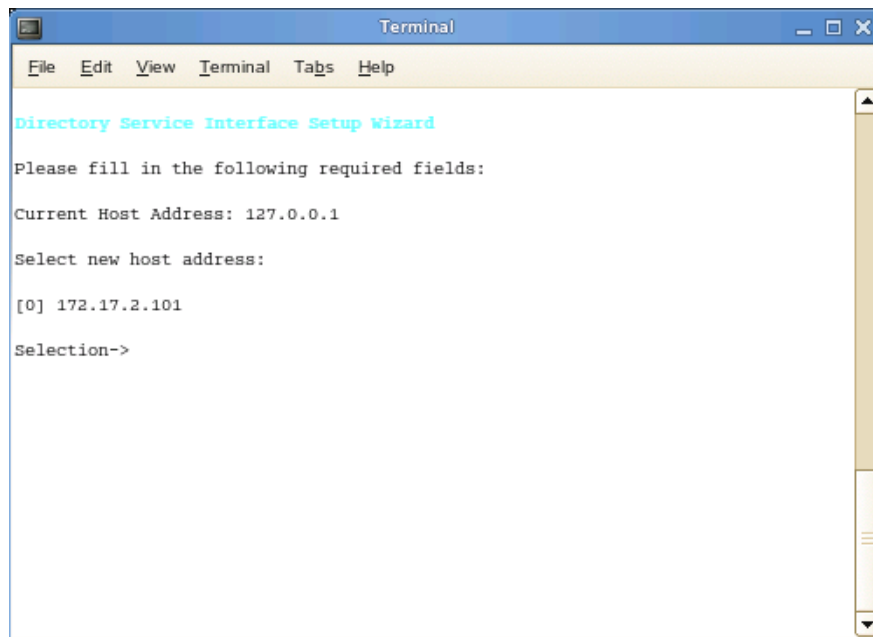 Terminal
File Edit View Terminal Tabs Help
Directory Service Interface Setup Wizard
Please fill in the following required fields:
Current Host Address: 127.0.0.1
Select new host address:
[0] 172.17.2.101
Selection->